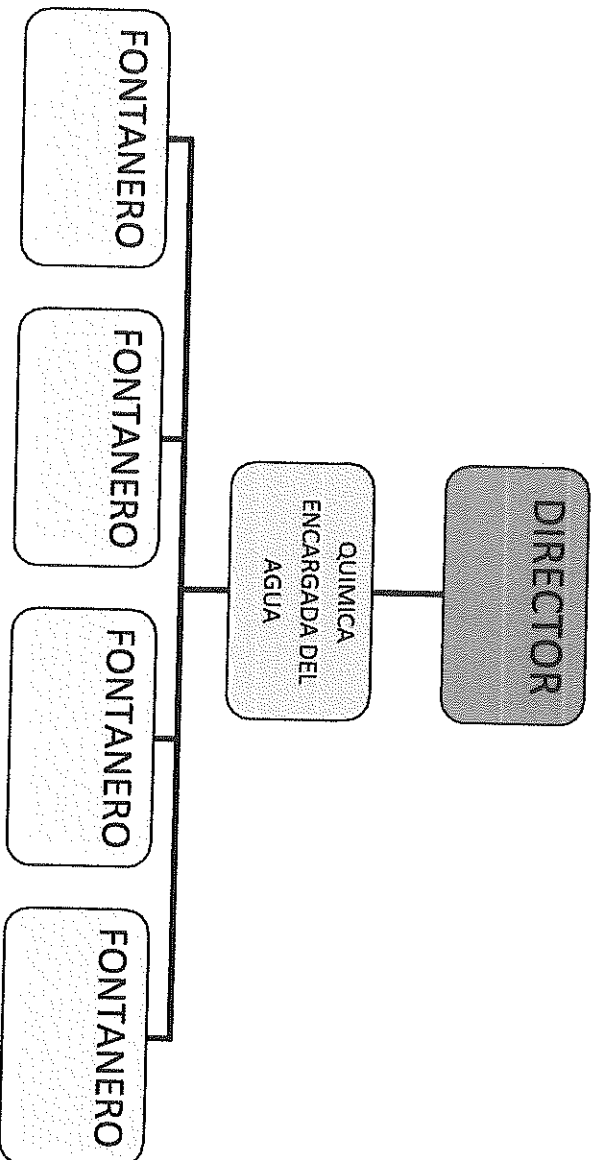 DIRECTOR
QUIMICA
ENCARGADA DEL
AGUA
FONTANERO
FONTANERO
FONTANERO
FONTANERO